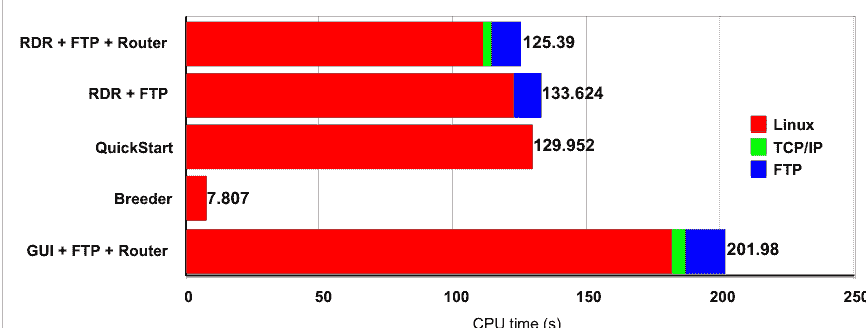 RDR + FTP + Router
125.39
RDR + FTP
133.624
QuickStart
129.952
Breeder
7.807
GUI + FTP + Router
201.98
Linux
TCP/IP
FTP
0 50 100 150 200 250
CPU time (s)